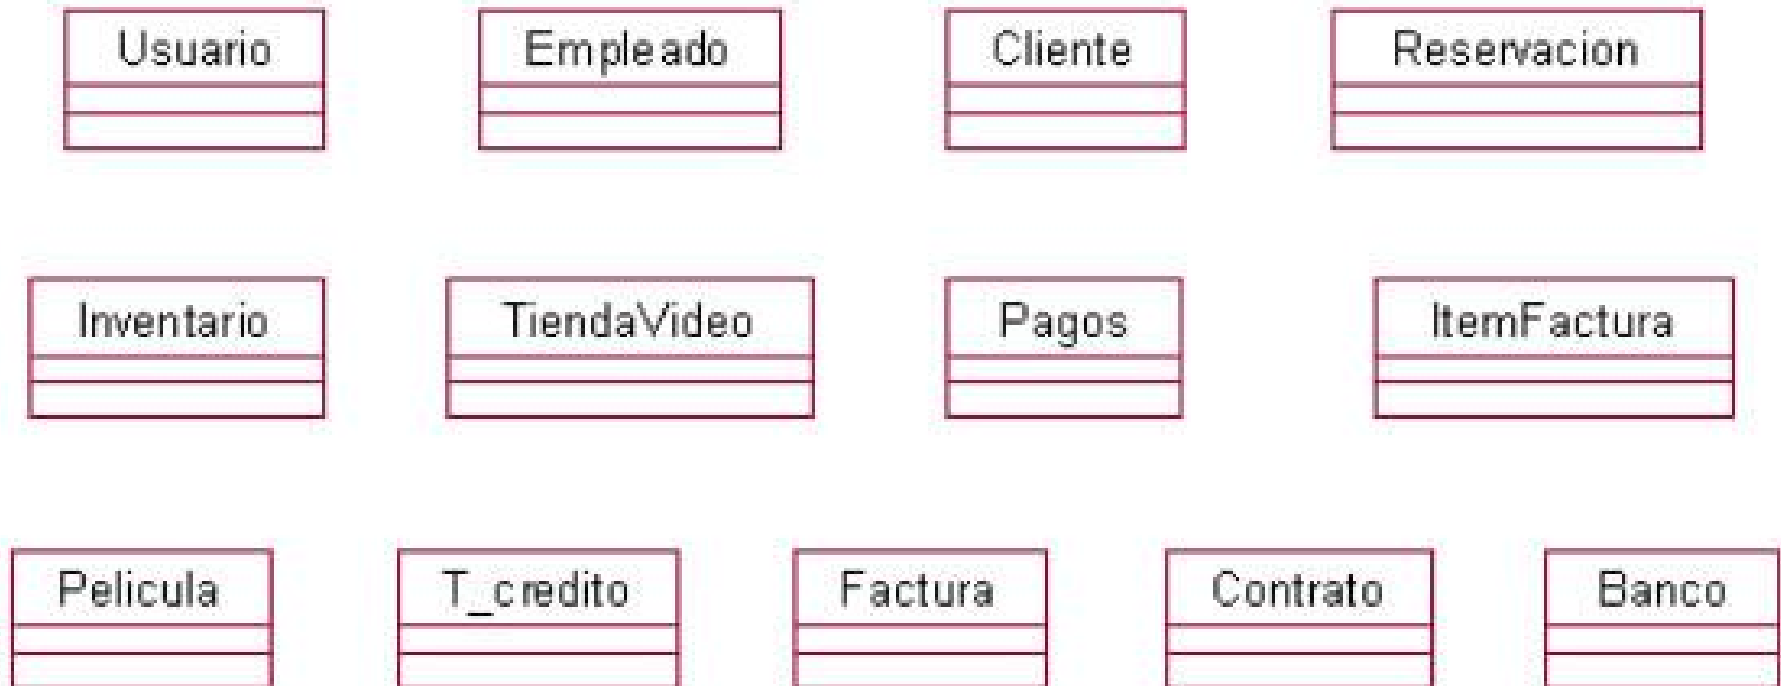 Usuario
Empleado
Cliente
Reservacion
Inventario
TiendaVideo
Pagos
ItemFactura
Pelicula
T_credito
Factura
Contrato
Banco